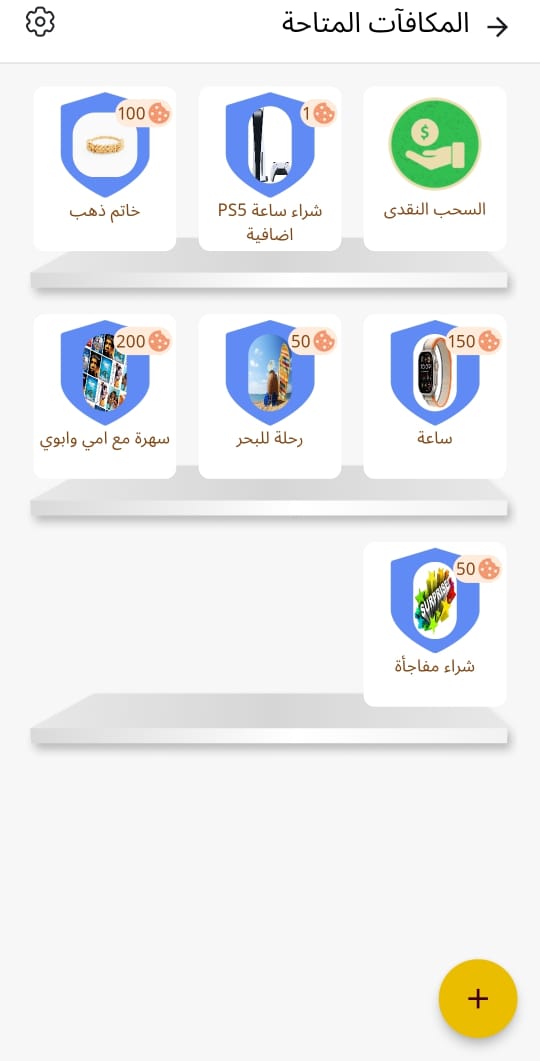 المكافآت المتاحة
السحب النقدى
1
شراء ساعة PS5
اضافية
100
خاتم ذهب
150
ساعة
50
رحلة للبحر
200
سهرة مع امي وابوي
50
SURPRISE
شراء مفاجأة